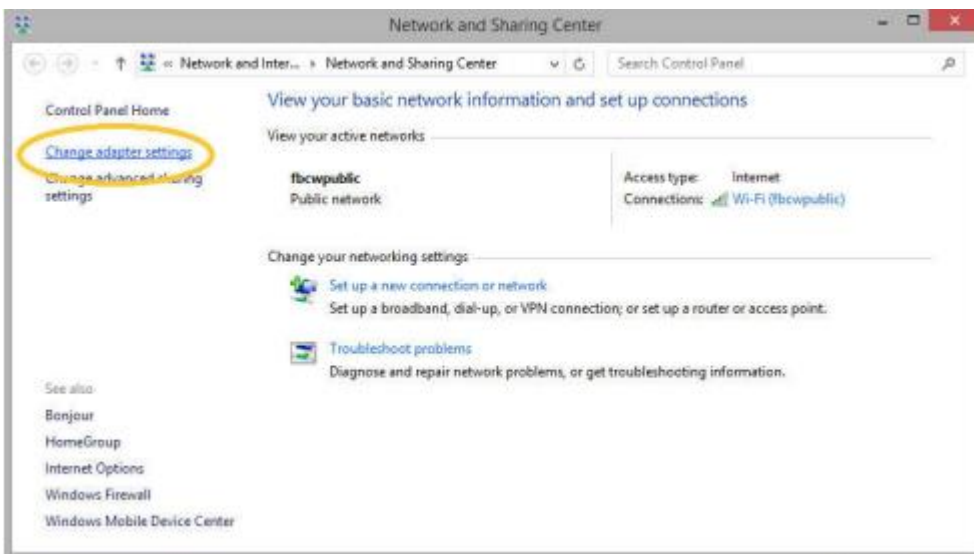 Network and Sharing Center
« Network and Inter... › Network and Sharing Center
Search Control Panel
Control Panel Home
Change adapter settings
Change advanced sharing
settings
View your basic network information and set up connections
View your active networks
fbcwpublic
Public network
Access type: Internet
Connections: Wi-Fi (fbcwpublic)
Change your networking settings
Set up a new connection or network
Set up a broadband, dial-up, or VPN connection; or set up a router or access point.
Troubleshoot problems
Diagnose and repair network problems, or get troubleshooting information.
See also
Bonjour
HomeGroup
Internet Options
Windows Firewall
Windows Mobile Device Center